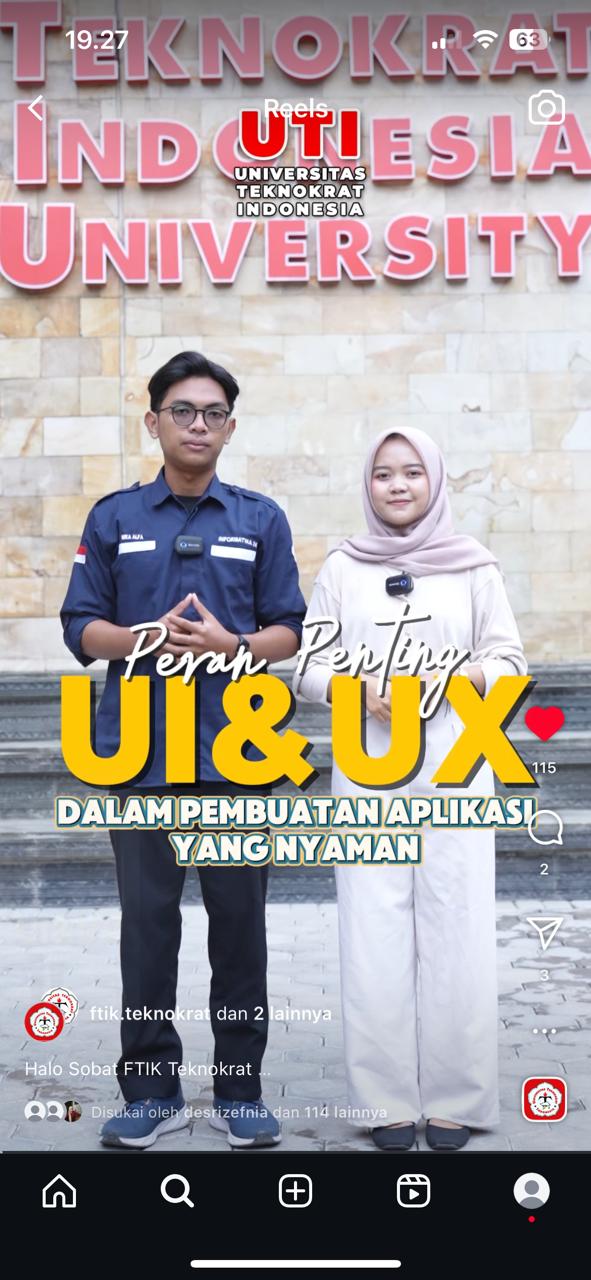 19.27
63
TEKNOKRAT
Reels
INDONESIA
UTI
UNIVERSITAS
TEKNOKRAT
INDONESIA
UNIVERSITY
INFORMATIKA
Peran Penting
UI&UX
DALAM PEMBUATAN APLIKASI
YANG NYAMAN
115
2
3
ftik.teknokrat dan 2 lainnya
Halo Sobat FTIK Teknokrat ...
Disukai oleh desrizefnia dan 114 lainnya